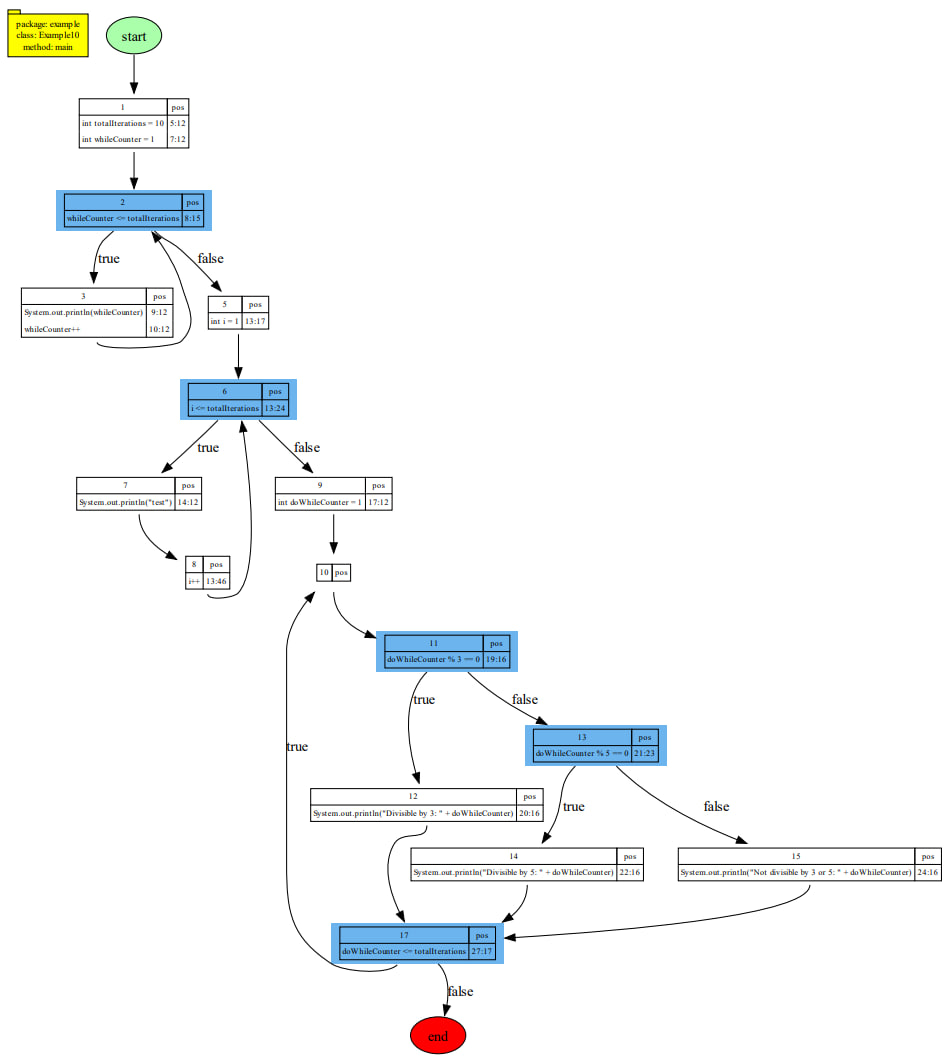 package: example
class: Example10
method: main
start
1 pos
int totalIterations = 10 5:12
int whileCounter = 1 7:12
2 pos
whileCounter <= totalIterations 8:15
true
false
3 pos
System.out.println(whileCounter) 9:12
whileCounter++ 10:12
5 pos
int i = 1 13:17
6 pos
i <= totalIterations 13:24
true
false
7 pos
System.out.println("test") 14:12
9 pos
int doWhileCounter = 1 17:12
8 pos
i++ 13:46
10 pos
11 pos
doWhileCounter % 3 == 0 19:16
true
false
13 pos
doWhileCounter % 5 == 0 21:23
true
12 pos
System.out.println("Divisible by 3: " + doWhileCounter) 20:16
true
false
14 pos
System.out.println("Divisible by 5: " + doWhileCounter) 22:16
15 pos
System.out.println("Not divisible by 3 or 5: " + doWhileCounter) 24:16
17 pos
doWhileCounter <= totalIterations 27:17
false
end